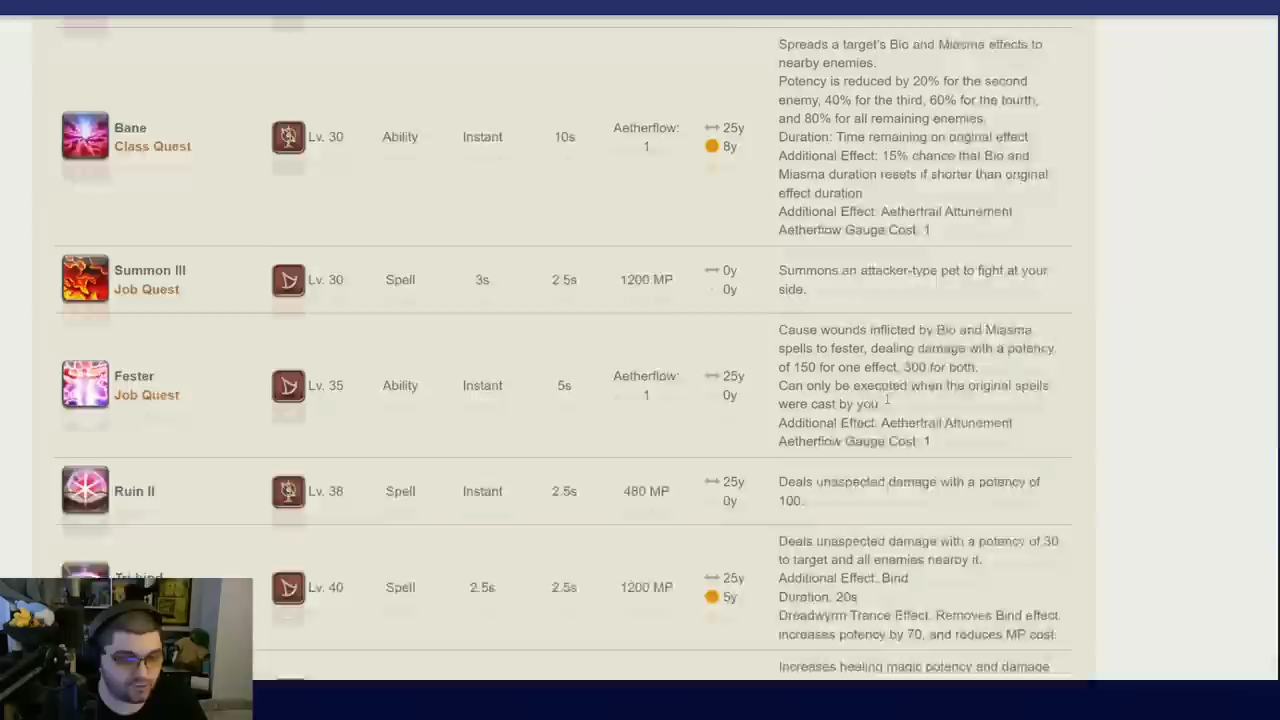 Spreads a target's Bio and Miasma effects to
nearby enemies.
Potency is reduced by 20% for the second
enemy, 40% for the third, 60% for the fourth,
and 80% for all remaining enemies.
Duration: Time remaining on original effect
Additional Effect: 15% chance that Bio and
Miasma duration resets if shorter than original
effect duration
Additional Effect: Aethertrail Attunement
Aetherflow Gauge Cost: 1
Bane
Class Quest
Lv. 30
Ability
Instant
10s
Aetherflow:
1
25y
8y
Summon III
Job Quest
Lv. 30
Spell
3s
2.5s
1200 MP
0y
0y
Summons an attacker-type pet to fight at your
side.
Fester
Job Quest
Lv. 35
Ability
Instant
5s
Aetherflow:
1
25y
0y
Cause wounds inflicted by Bio and Miasma
spells to fester, dealing damage with a potency
of 150 for one effect, 300 for both.
Can only be executed when the original spells
were cast by you.
Additional Effect: Aethertrail Attunement
Aetherflow Gauge Cost: 1
Ruin II
Lv. 38
Spell
Instant
2.5s
480 MP
25y
0y
Deals unaspected damage with a potency of
100.
Tri-bind
Lv. 40
Spell
2.5s
2.5s
1200 MP
25y
5y
Deals unaspected damage with a potency of 30
to target and all enemies nearby it.
Additional Effect: Bind
Duration: 20s
Dreadwyrm Trance Effect: Removes Bind effect,
increases potency by 70, and reduces MP cost.
Increases healing magic potency and damage